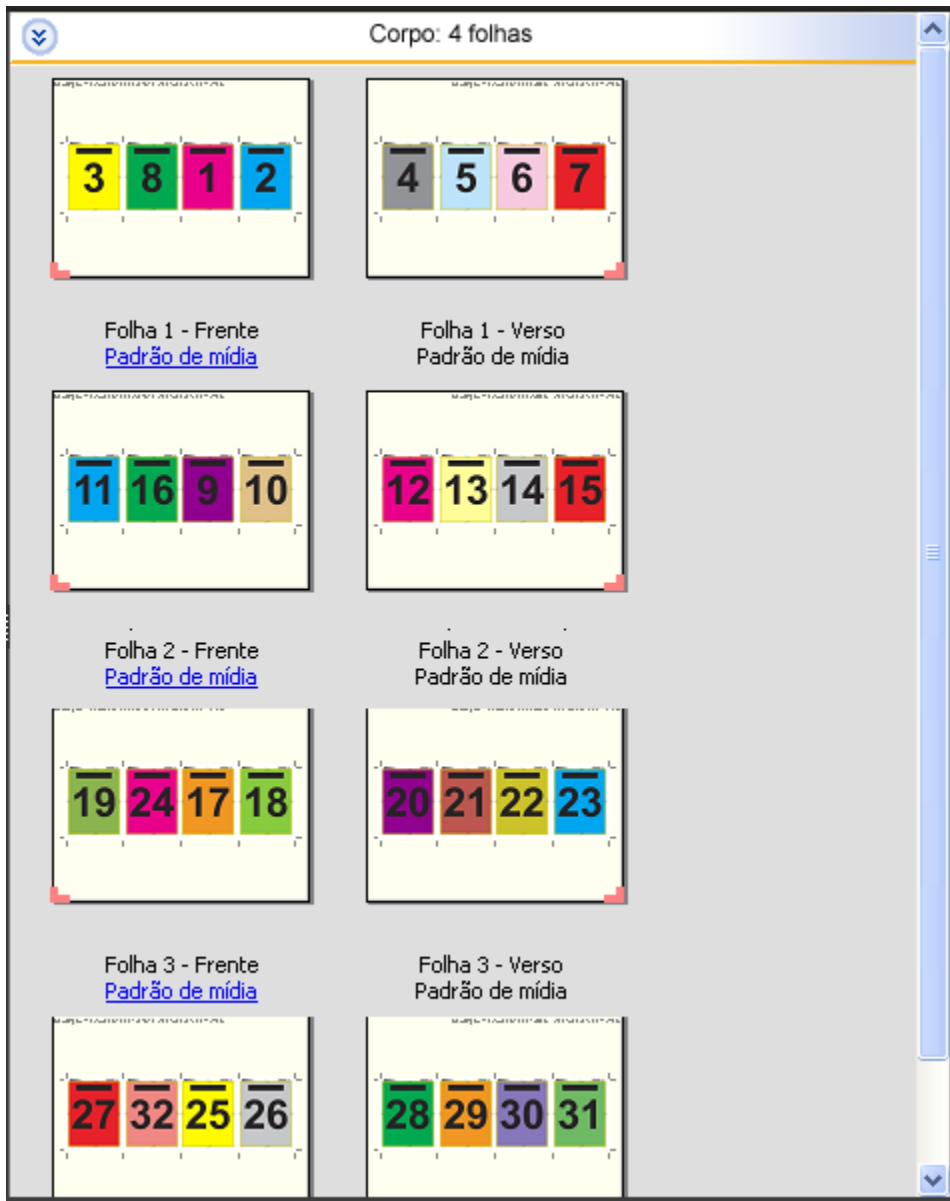 Corpo: 4 folhas
3 8 1 2
4 5 6 7
Folha 1 - Frente
Padrão de mídia
Folha 1 - Verso
Padrão de mídia
11 16 9 10
12 13 14 15
Folha 2 - Frente
Padrão de mídia
Folha 2 - Verso
Padrão de mídia
19 24 17 18
20 21 22 23
Folha 3 - Frente
Padrão de mídia
Folha 3 - Verso
Padrão de mídia
27 32 25 26
28 29 30 31